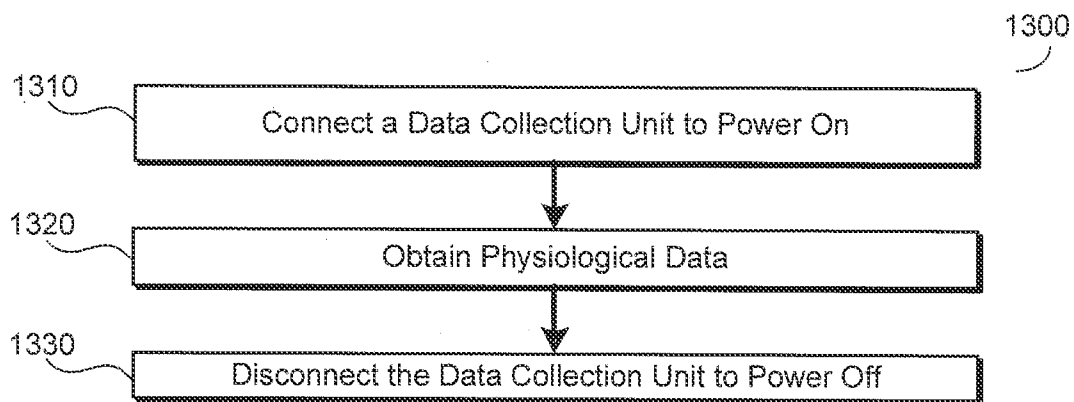 1300
1310
Connect a Data Collection Unit to Power On
1320
Obtain Physiological Data
1330
Disconnect the Data Collection Unit to Power Off